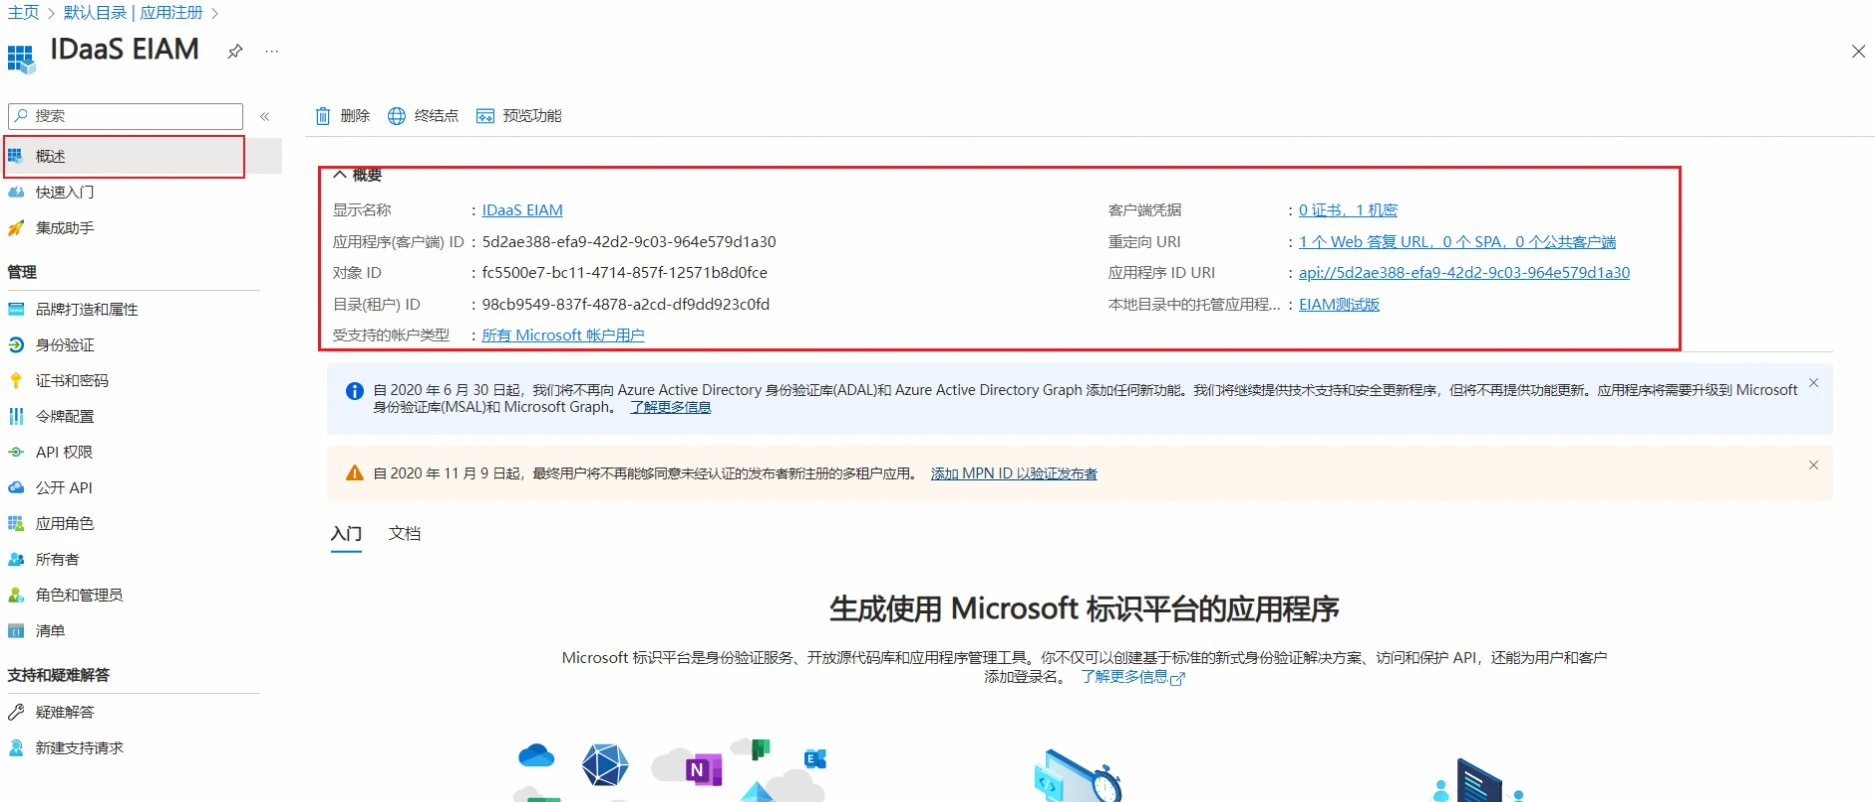 主页 > 默认目录 | 应用注册 >
IDaaS EIAM
搜索
概述
快速入门
集成助手
管理
品牌打造和属性
身份验证
证书和密码
令牌配置
API 权限
公开 API
应用角色
所有者
角色和管理员
清单
支持和疑难解答
疑难解答
新建支持请求
删除 终结点 预览功能
概要
显示名称 : IDaaS EIAM
应用程序(客户端) ID : 5d2ae388-efa9-42d2-9c03-964e579d1a30
对象 ID : fc5500e7-bc11-4714-857f-12571b8d0fce
目录(租户) ID : 98cb9549-837f-4878-a2cd-df9dd923c0fd
受支持的帐户类型 : 所有 Microsoft 帐户用户
客户端凭据 : 0 证书，1 机密
重定向 URI : 1 个 Web 答复 URL，0 个 SPA，0 个公共客户端
应用程序 ID URI : api://5d2ae388-efa9-42d2-9c03-964e579d1a30
本地目录中的托管应用程... : EIAM测试版
自 2020 年 6 月 30 日起，我们将不再向 Azure Active Directory 身份验证库(ADAL)和 Azure Active Directory Graph 添加任何新功能。我们将继续提供技术支持和安全更新程序，但将不再提供功能更新。应用程序将需要升级到 Microsoft
身份验证库(MSAL)和 Microsoft Graph。 了解更多信息
自 2020 年 11 月 9 日起，最终用户将不再能够同意未经认证的发布者新注册的多租户应用。 添加 MPN ID 以验证发布者
入门 文档
生成使用 Microsoft 标识平台的应用程序
Microsoft 标识平台是身份验证服务、开放源代码库和应用程序管理工具。你不仅可以创建基于标准的新式身份验证解决方案、访问和保护 API，还能为用户和客户
添加登录名。 了解更多信息
N
E